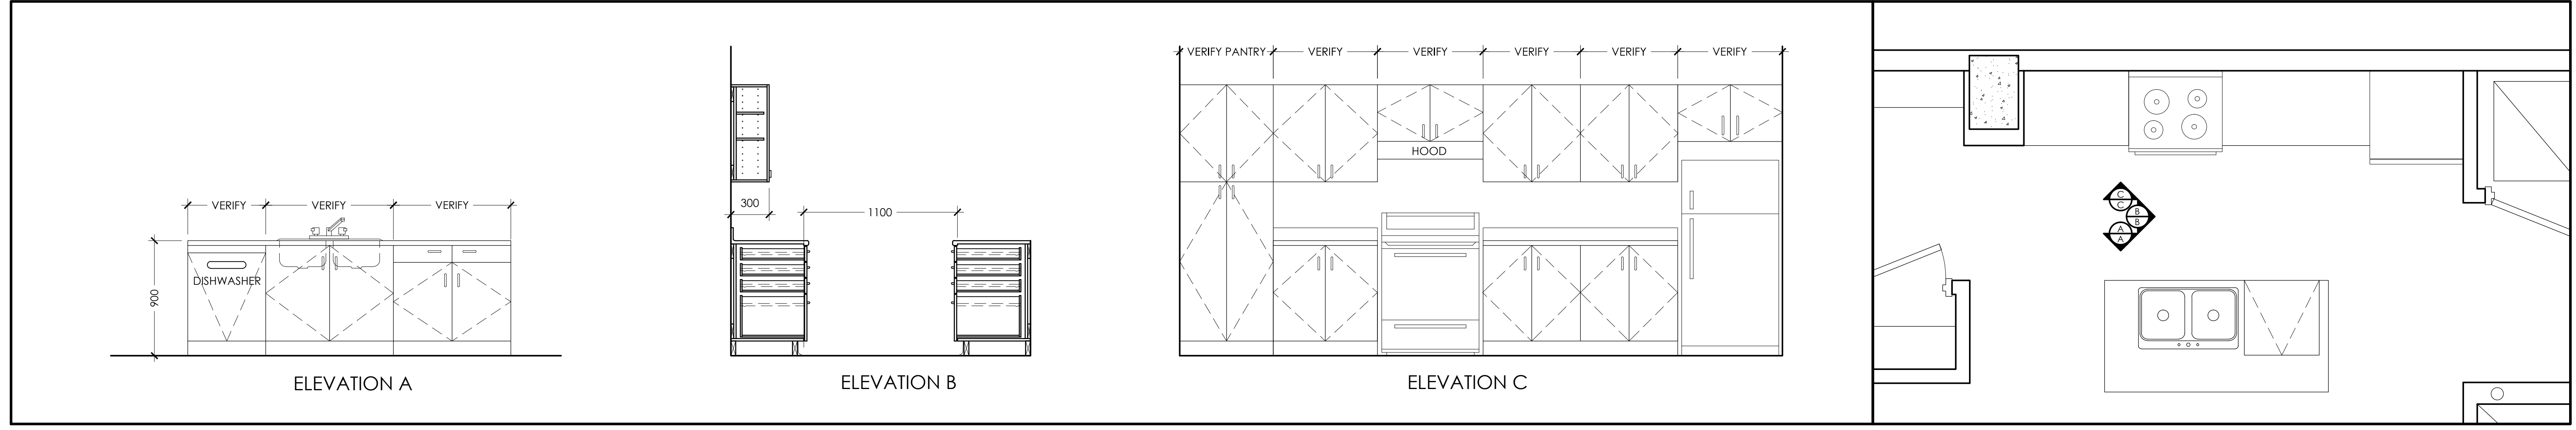 VERIFY VERIFY VERIFY
DISHWASHER
900
ELEVATION A
300
1100
ELEVATION B
VERIFY PANTRY VERIFY VERIFY VERIFY VERIFY VERIFY
HOOD
ELEVATION C
C
C
B
B
A
A